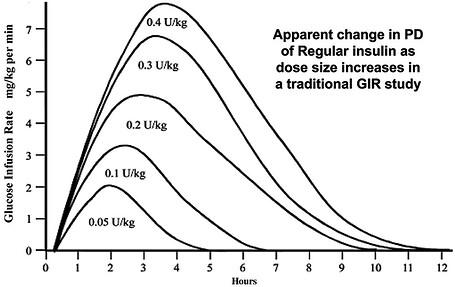 Apparent change in PD
of Regular insulin as
dose size increases in
a traditional GIR study
Glucose Infusion Rate mg/kg per min
7
6
5
4
3
2
1
0
0.4 U/kg
0.3 U/kg
0.2 U/kg
0.1 U/kg
0.05 U/kg
0 1 2 3 4 5 6 7 8 9 10 11 12
Hours